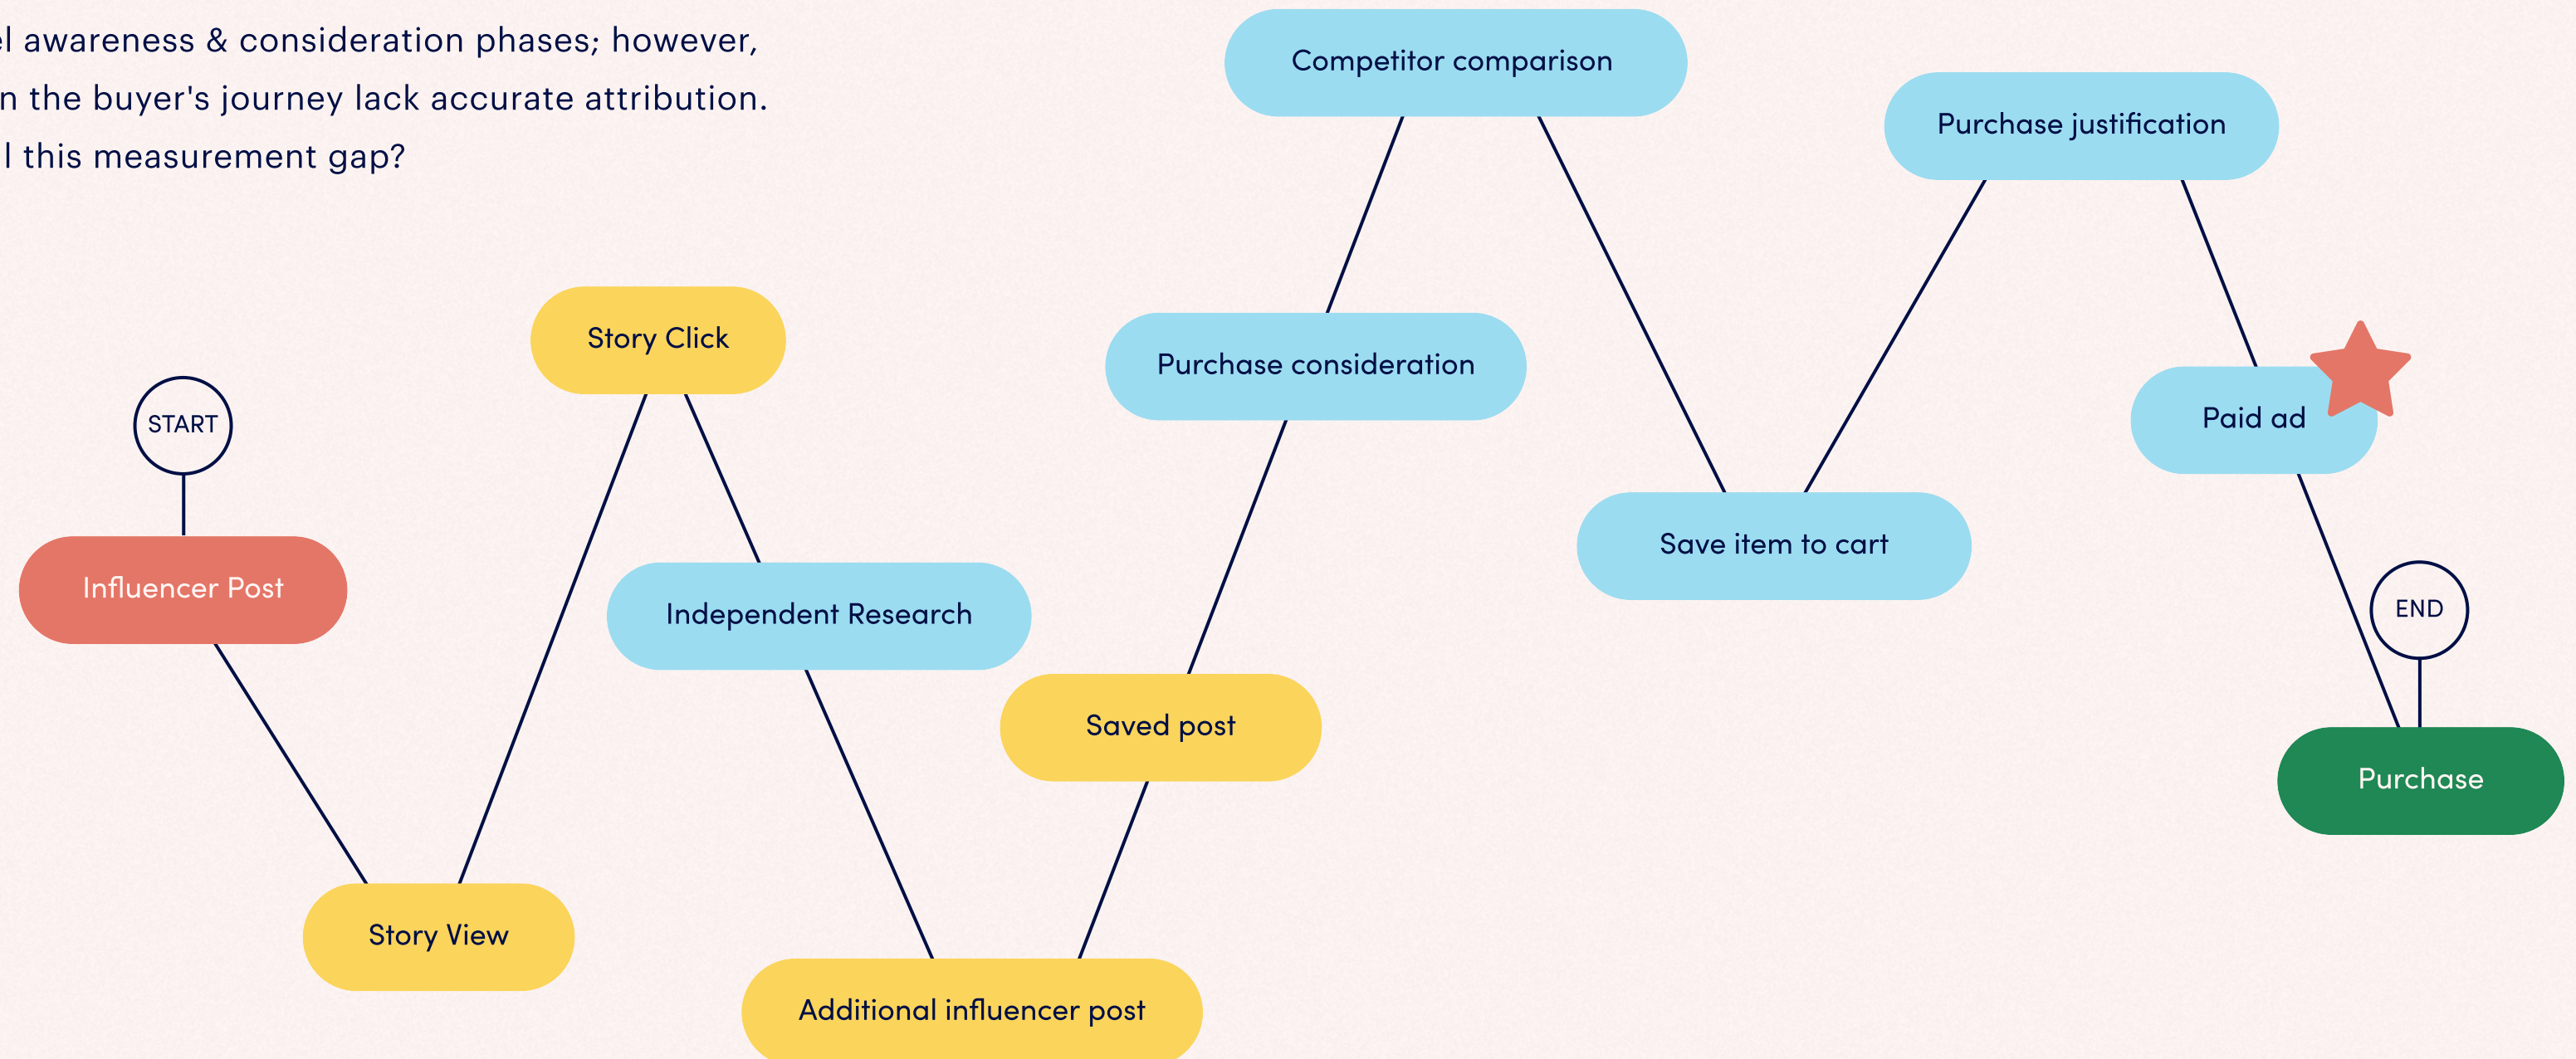 awareness & consideration phases; however,
the buyer's journey lack accurate attribution.
this measurement gap?
Competitor comparison
Purchase justification
Story Click
Purchase consideration
START
Paid ad
Influencer Post
Save item to cart
Independent Research
END
Saved post
Purchase
Story View
Additional influencer post